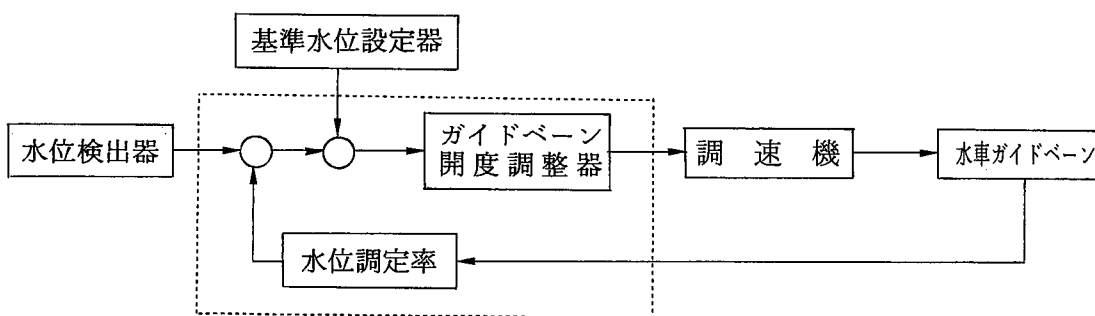 基準水位設定器
水位検出器
ガイドベーン
開度調整器
調速機
水車ガイドベーン
水位調定率